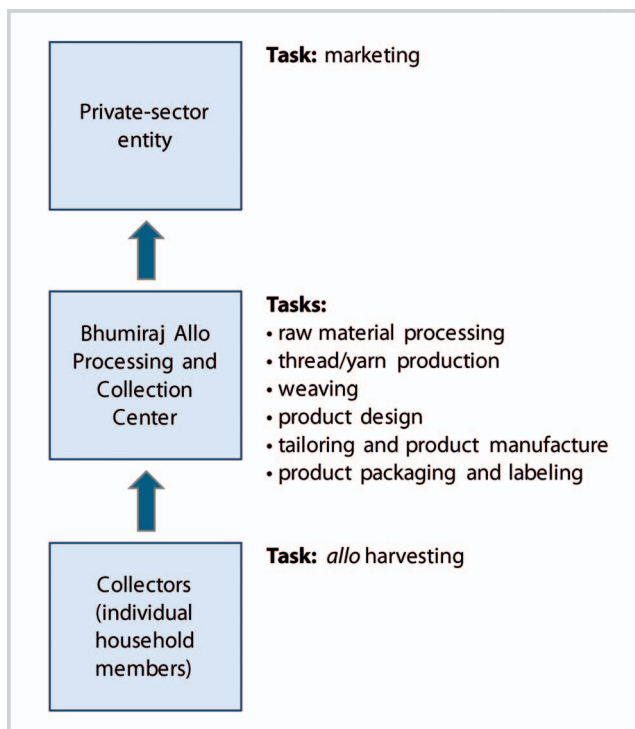 Private-sector
entity
Task: marketing
Bhumiraj Allo
Processing and
Collection
Center
Tasks:
• raw material processing
• thread/yarn production
• weaving
• product design
• tailoring and product manufacture
• product packaging and labeling
Collectors
(individual
household
members)
Task: allo harvesting